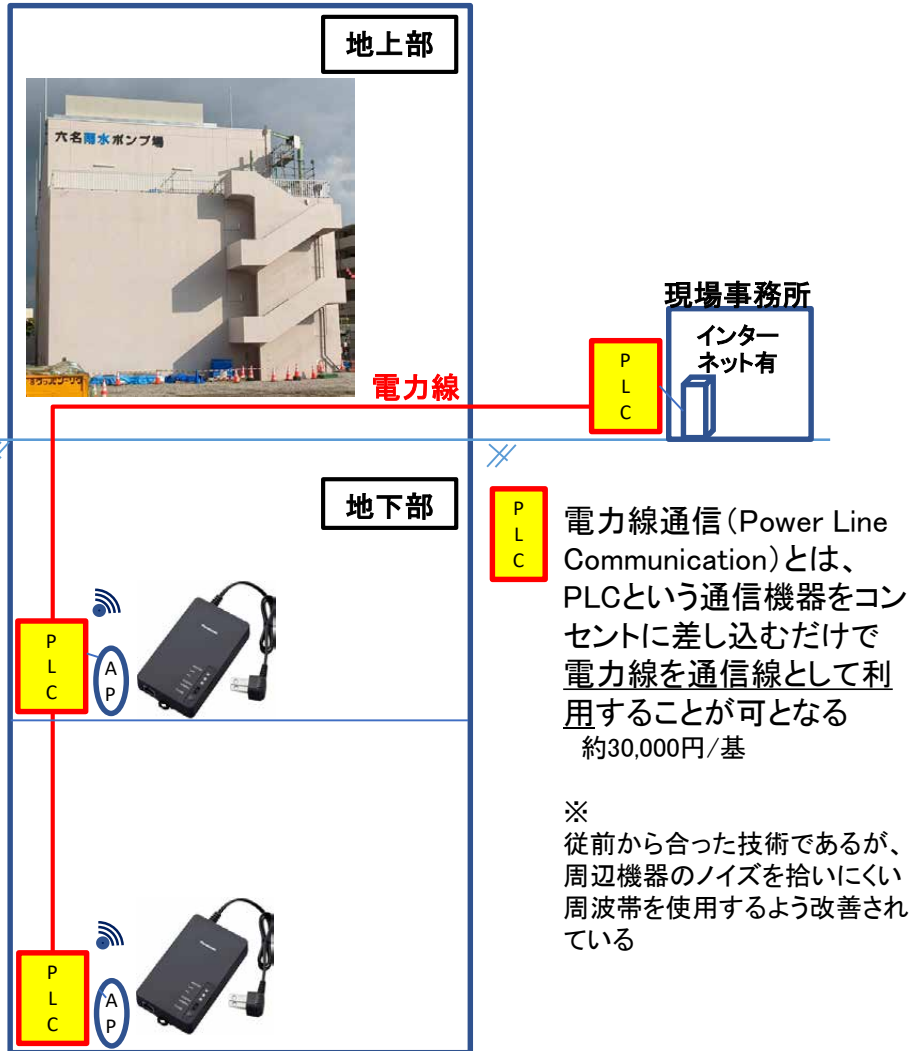 地上部
六名雨水ポンプ場
現場事務所
インター
ネット有
P
L
C
電力線
地下部
P
L
C
電力線通信(Power Line
Communication)とは、
PLCという通信機器をコン
セントに差し込むだけで
電力線を通信線として利
用することが可となる
約30,000円/基
※
従前から合った技術であるが、
周辺機器のノイズを拾いにくい
周波帯を使用するよう改善され
ている
P
L
C
A
P
Panasonic
P
L
C
A
P
Panasonic